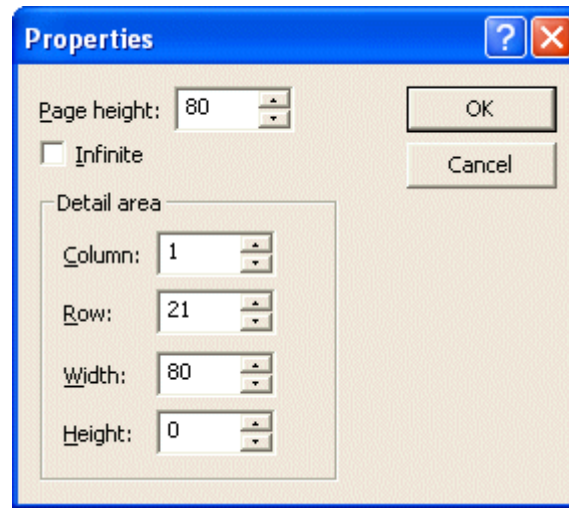 Properties
Page height: 80
OK
Infinite
Cancel
Detail area
Column: 1
Row: 21
Width: 80
Height: 0